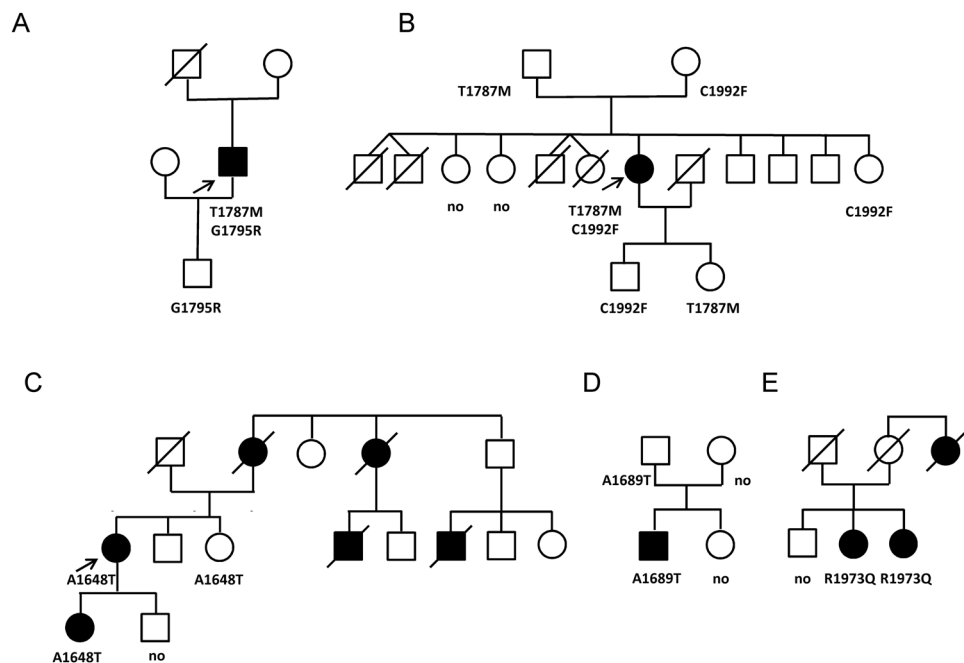 A
B
T1787M
C1992F
no
no
T1787M
C1992F
C1992F
T1787M
G1795R
G1795R
C1992F
T1787M
C
D
E
A1689T
no
A1648T
A1648T
A1689T
no
no
R1973Q
R1973Q
A1648T
no